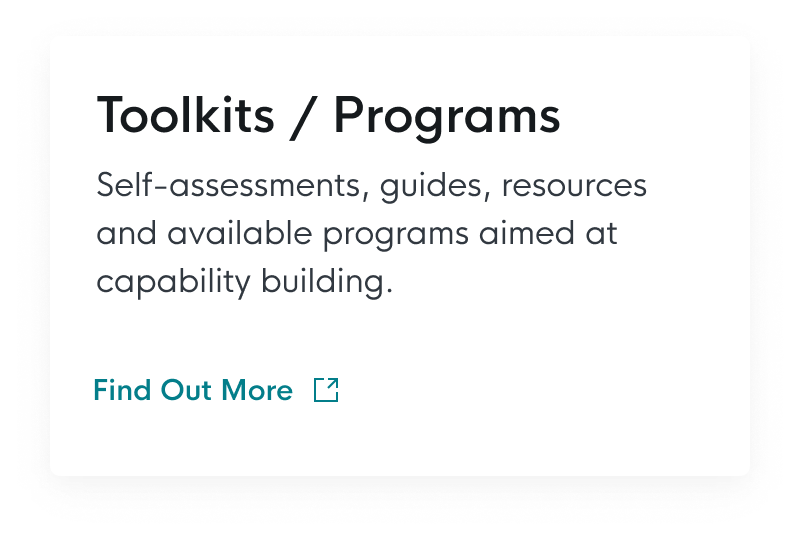 Toolkits / Programs
Self-assessments, guides, resources
and available programs aimed at
capability building.
Find Out More